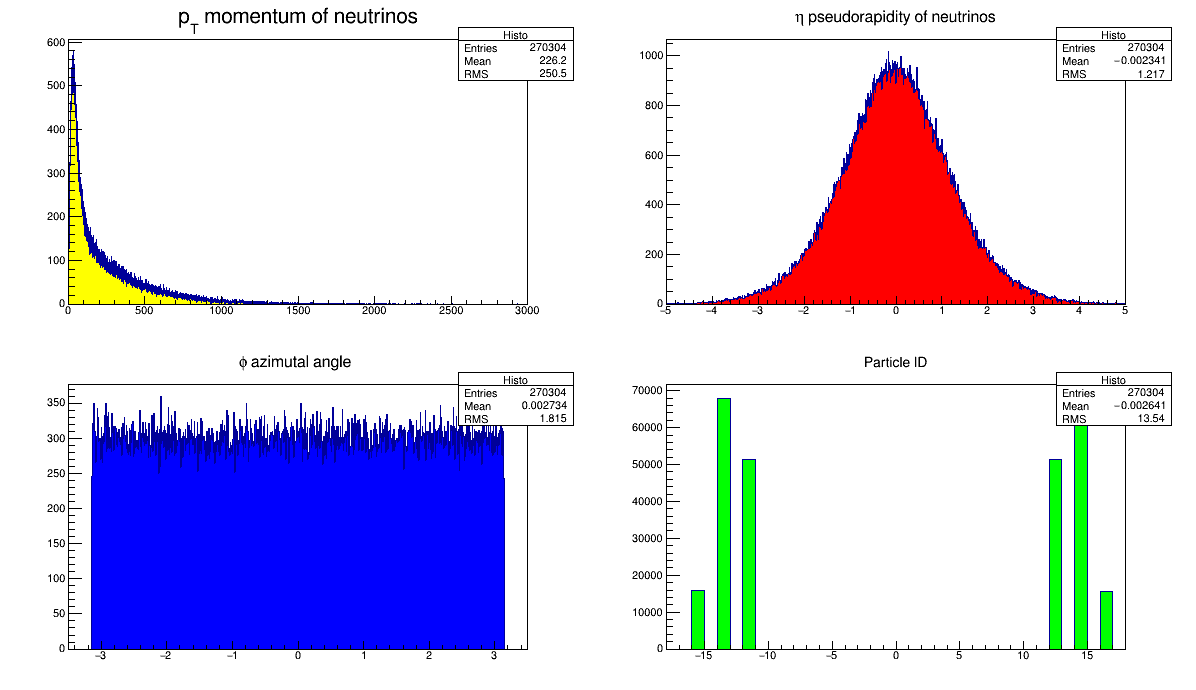 p_T momentum of neutrinos
Histo
Entries 270304
Mean 226.2
RMS 250.5
600
500
400
300
200
100
0
0 500 1000 1500 2000 2500 3000
η pseudorapidity of neutrinos
Histo
Entries 270304
Mean −0.002341
RMS 1.217
1000
800
600
400
200
0
−5 −4 −3 −2 −1 0 1 2 3 4 5
ϕ azimutal angle
Histo
Entries 270304
Mean 0.002734
RMS 1.815
350
300
250
200
150
100
50
0
−3 −2 −1 0 1 2 3
Particle ID
Histo
Entries 270304
Mean −0.002641
RMS 13.54
70000
60000
50000
40000
30000
20000
10000
0
−15 −10 −5 0 5 10 15